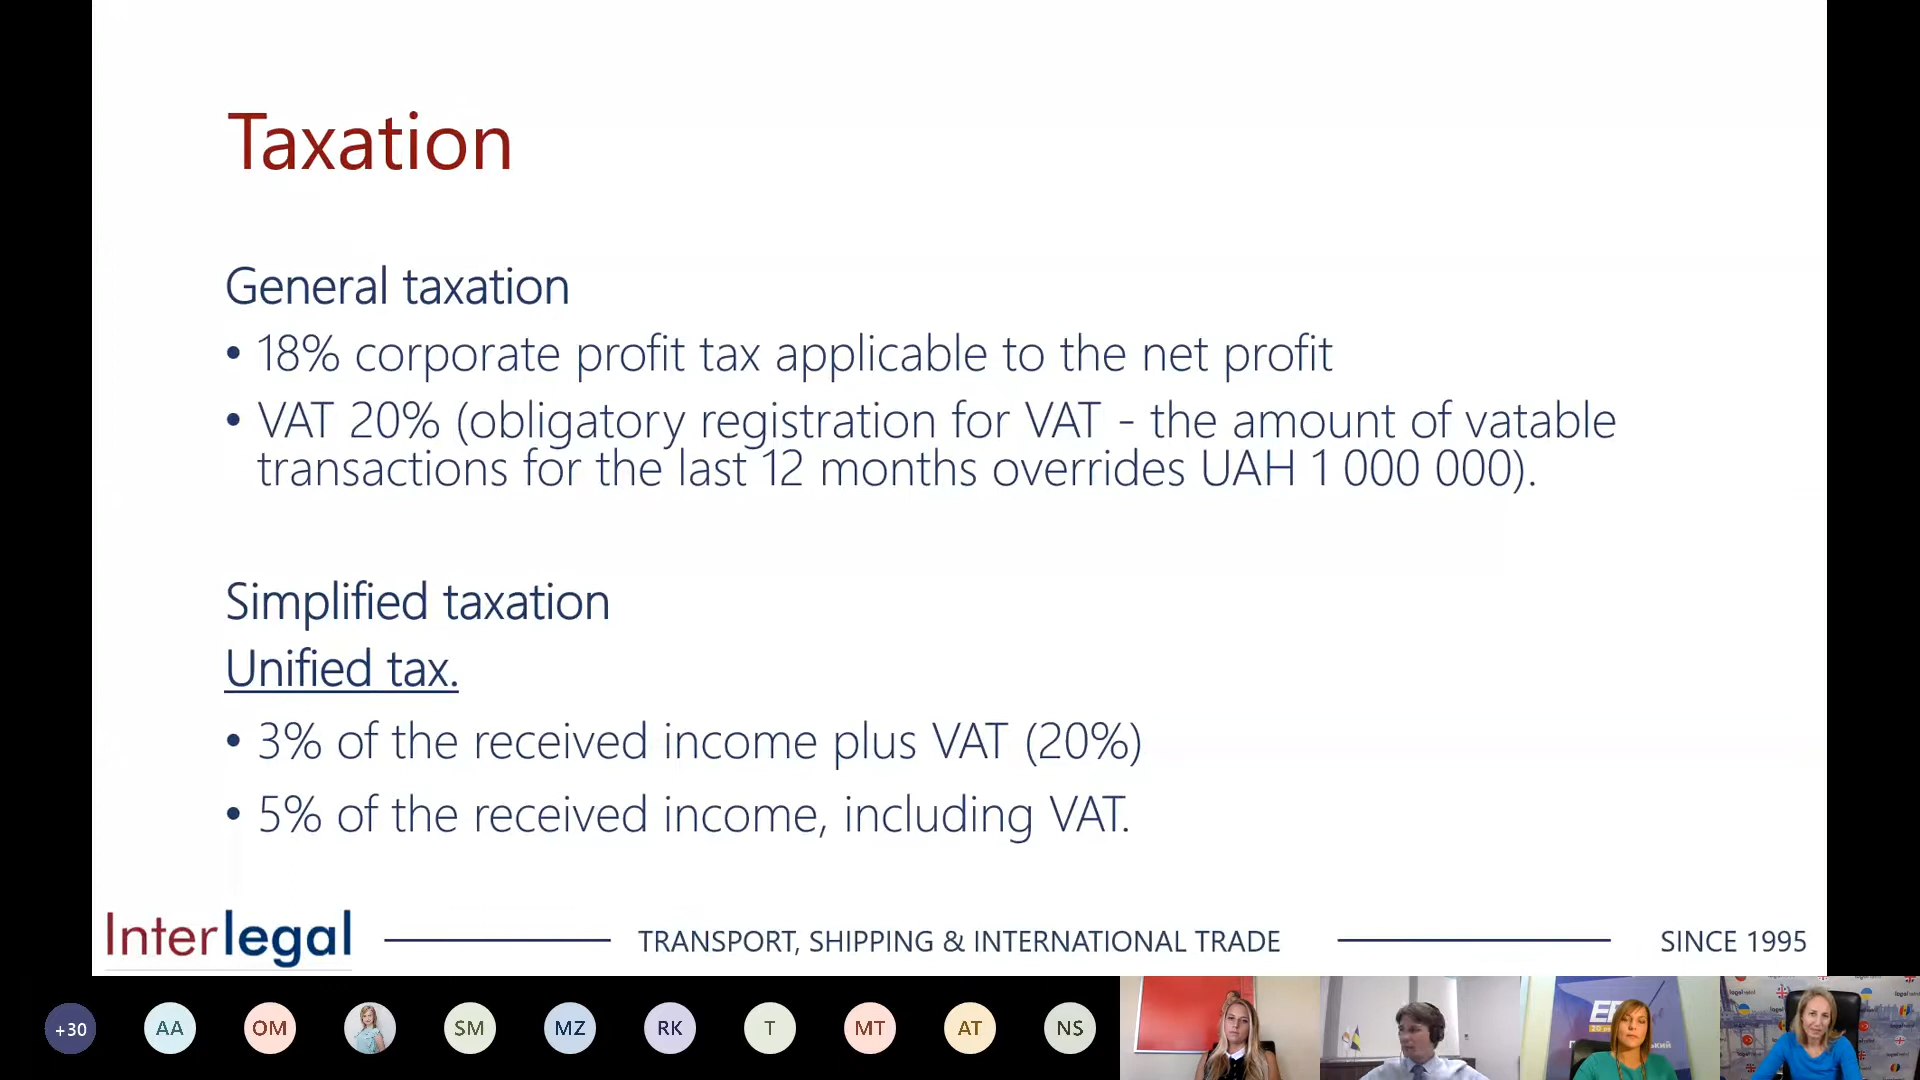 Taxation
General taxation
• 18% corporate profit tax applicable to the net profit
• VAT 20% (obligatory registration for VAT - the amount of vatable
transactions for the last 12 months overrides UAH 1 000 000).
Simplified taxation
Unified tax.
• 3% of the received income plus VAT (20%)
• 5% of the received income, including VAT.
Interlegal
TRANSPORT, SHIPPING & INTERNATIONAL TRADE
SINCE 1995
+30
AA
OM
SM
MZ
RK
T
MT
AT
NS